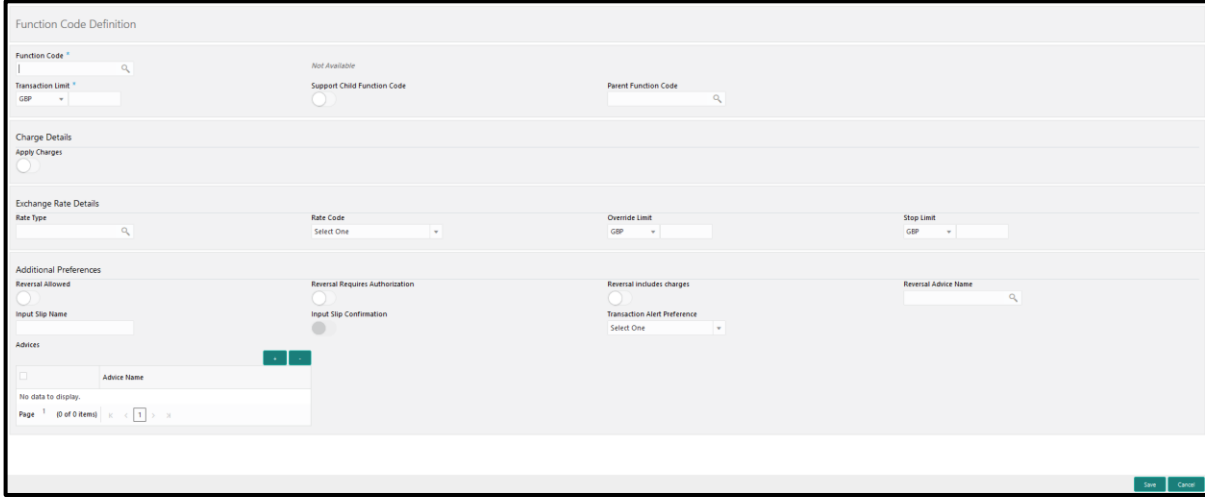 Function Code Definition
Function Code *
Not Available
Transaction Limit * Support Child Function Code Parent Function Code
GBP
Charge Details
Apply Charges
Exchange Rate Details
Rate Type Rate Code Override Limit Stop Limit
Select One GBP GBP
Additional Preferences
Reversal Allowed Reversal Requires Authorization Reversal includes charges Reversal Advice Name
Input Slip Name Input Slip Confirmation Transaction Alert Preference
Select One
Advices
+ -
Advice Name
No data to display.
Page 1 (0 of 0 items) 1
Save Cancel